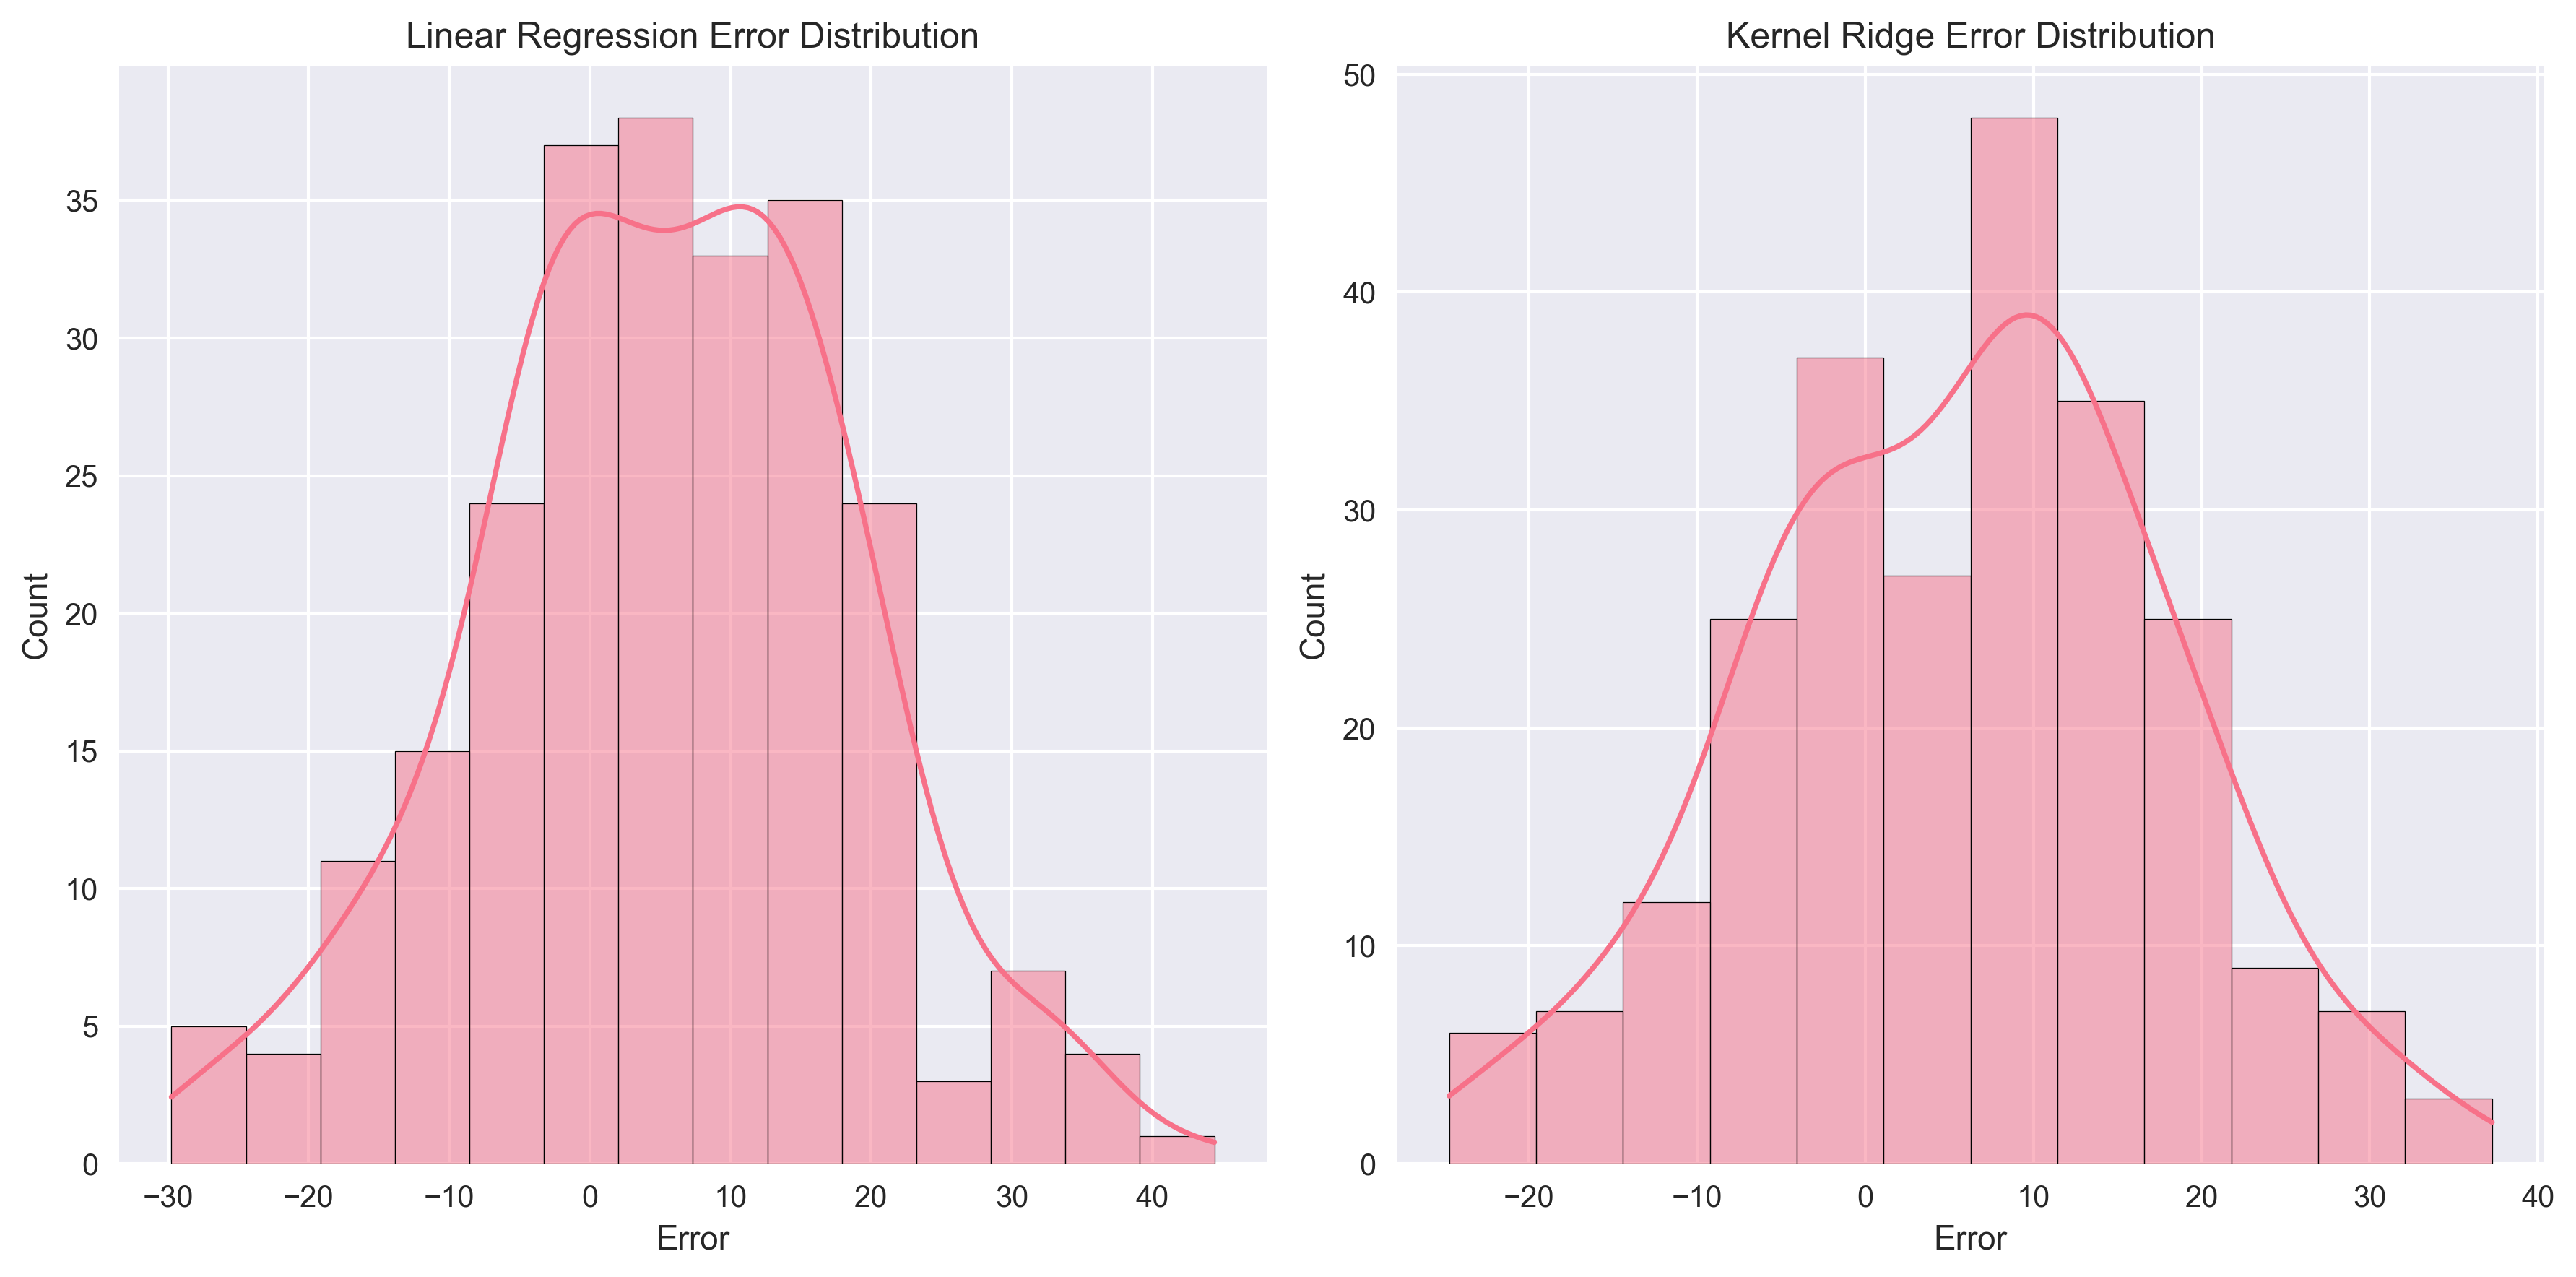 Linear Regression Error Distribution
Count
35
30
25
20
15
10
5
0
−30 −20 −10 0 10 20 30 40
Error
Kernel Ridge Error Distribution
Count
50
40
30
20
10
0
−20 −10 0 10 20 30 40
Error